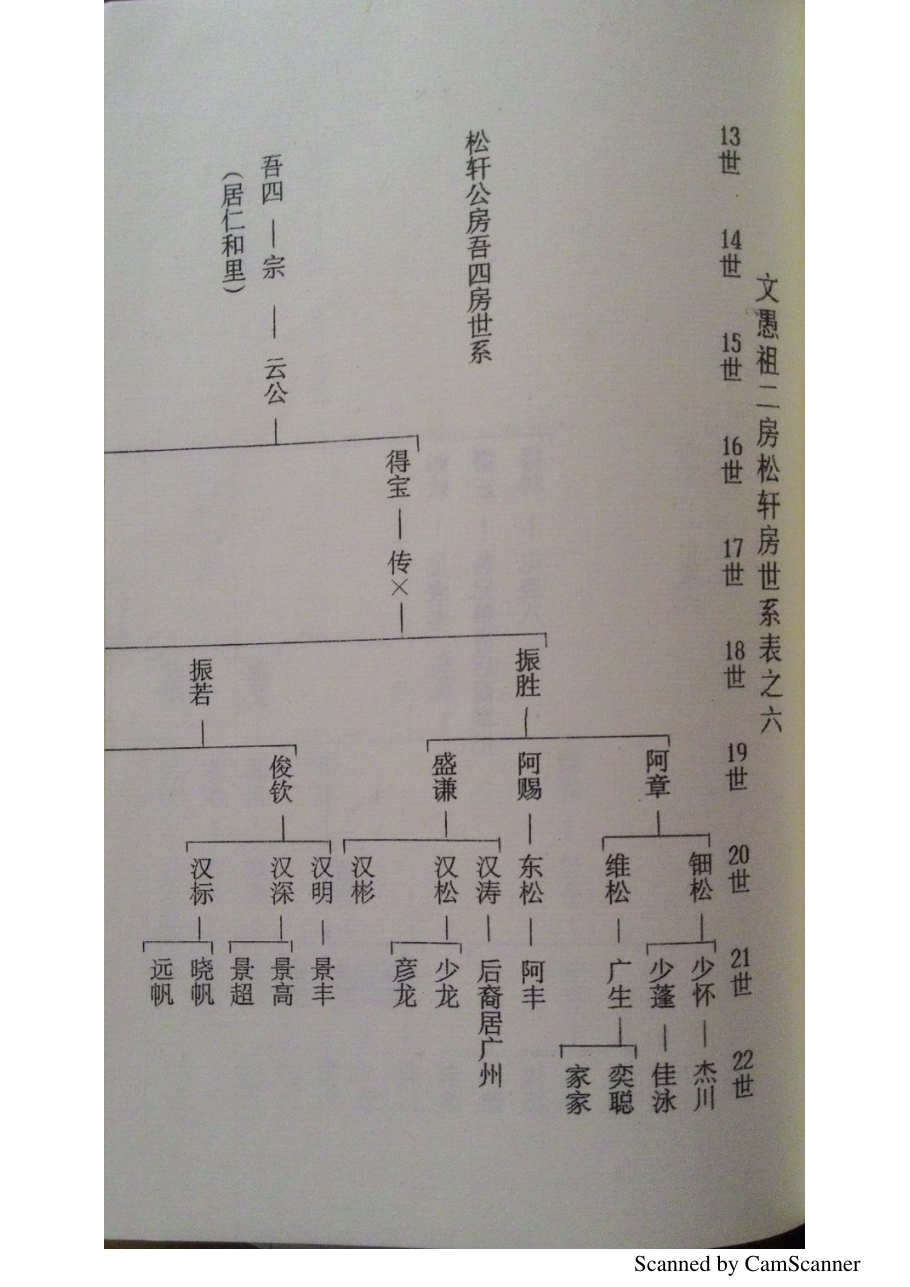 文愚祖二房松轩房世系表之六
13世
14世
15世
16世
17世
18世
19世
20世
21世
22世
松轩公房吾四房世系
吾四
(居仁和里)
宗
云公
得宝
传×
振胜
振若
阿章
阿赐
盛谦
俊钦
钿松
维松
东松
汉涛
汉松
汉彬
汉明
汉深
汉标
少怀
少蓬
广生
阿丰
后裔居广州
少龙
彦龙
景丰
景高
景超
晓帆
远帆
杰川
佳泳
奕聪
家家
Scanned by CamScanner